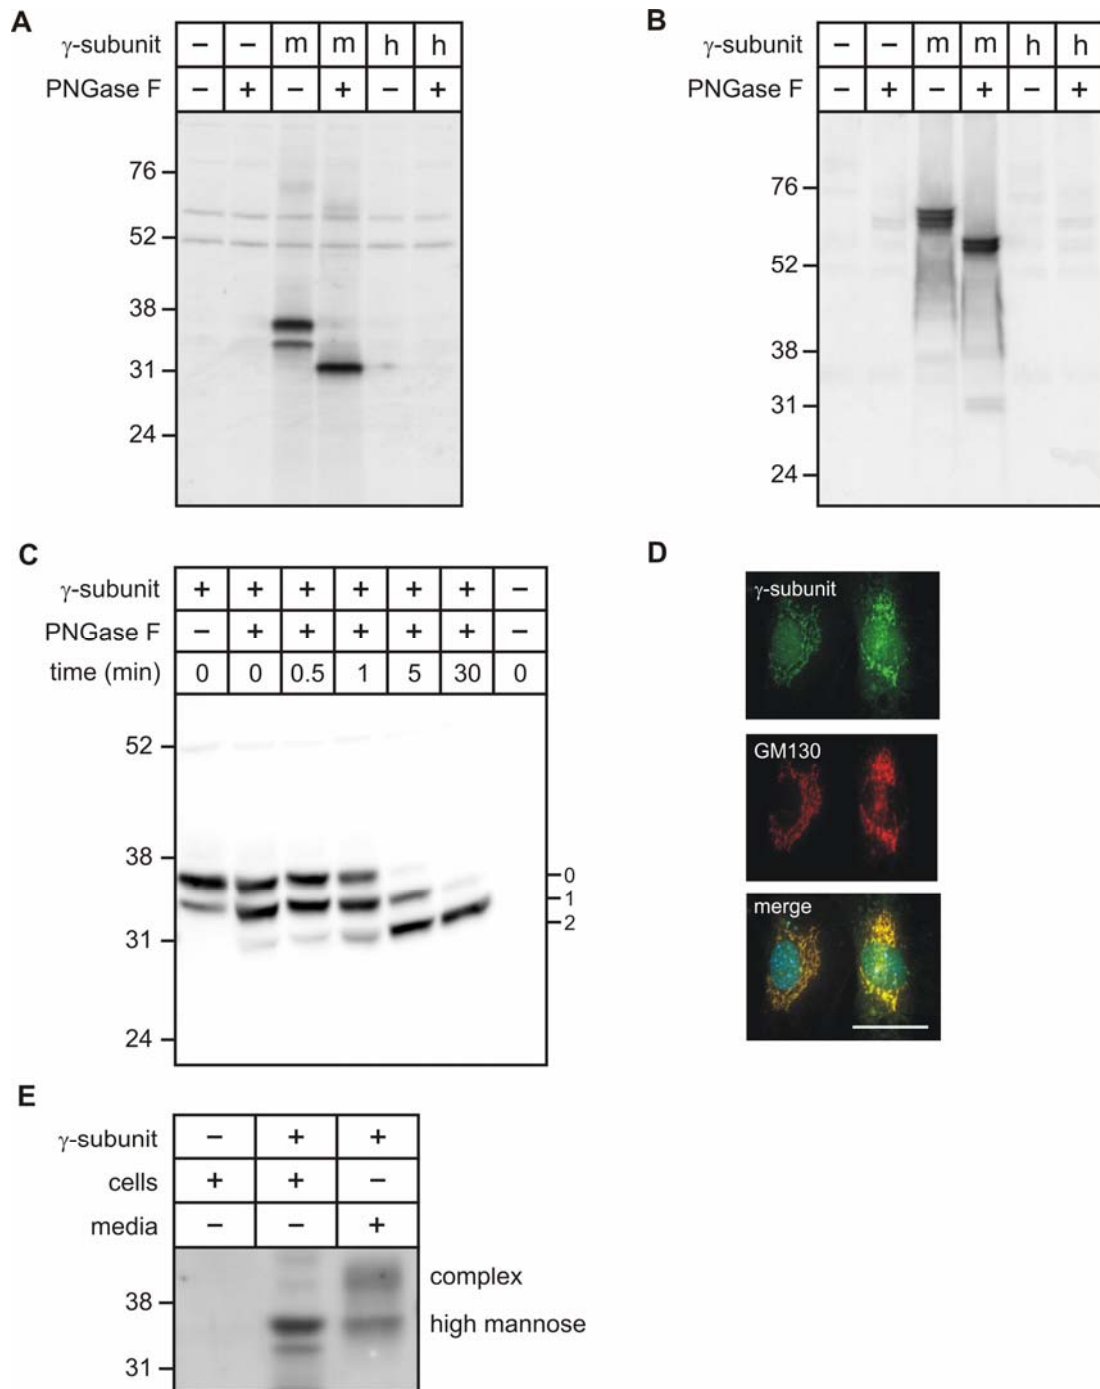 A
γ-subunit – – m m h h
PNGase F – + – + – +
76
52
38
31
24
B
γ-subunit – – m m h h
PNGase F – + – + – +
76
52
38
31
24
C
γ-subunit + + + + + + –
PNGase F – + + + + + –
time (min) 0 0 0.5 1 5 30 0
52
38
31
24
0
1
2
D
γ-subunit
GM130
merge
E
γ-subunit – + +
cells + + –
media – – +
38
31
complex
high mannose